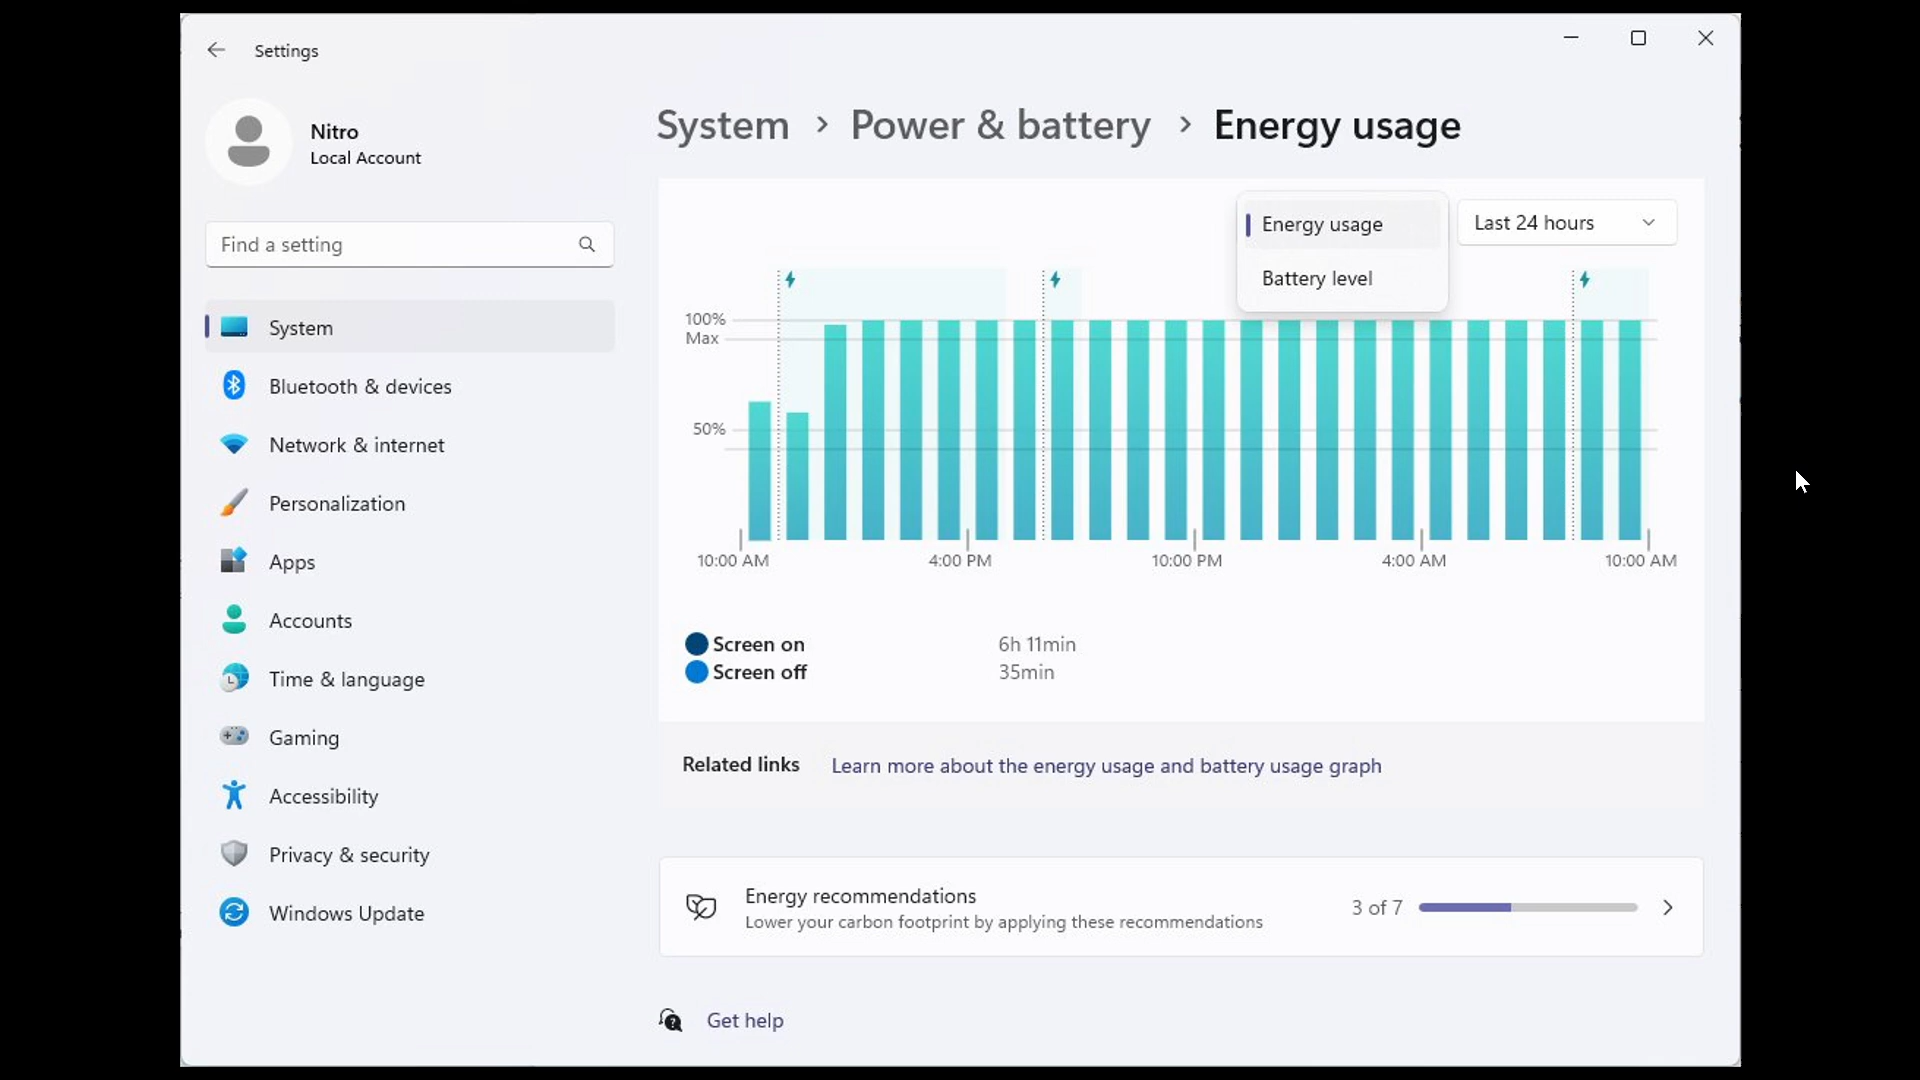 Settings
Nitro
Local Account
Find a setting
System
Bluetooth & devices
Network & internet
Personalization
Apps
Accounts
Time & language
Gaming
Accessibility
Privacy & security
Windows Update
System > Power & battery > Energy usage
Energy usage
Battery level
Last 24 hours
100%
Max
50%
10:00 AM 4:00 PM 10:00 PM 4:00 AM 10:00 AM
Screen on 6h 11min
Screen off 35min
Related links Learn more about the energy usage and battery usage graph
Energy recommendations
Lower your carbon footprint by applying these recommendations
3 of 7
Get help